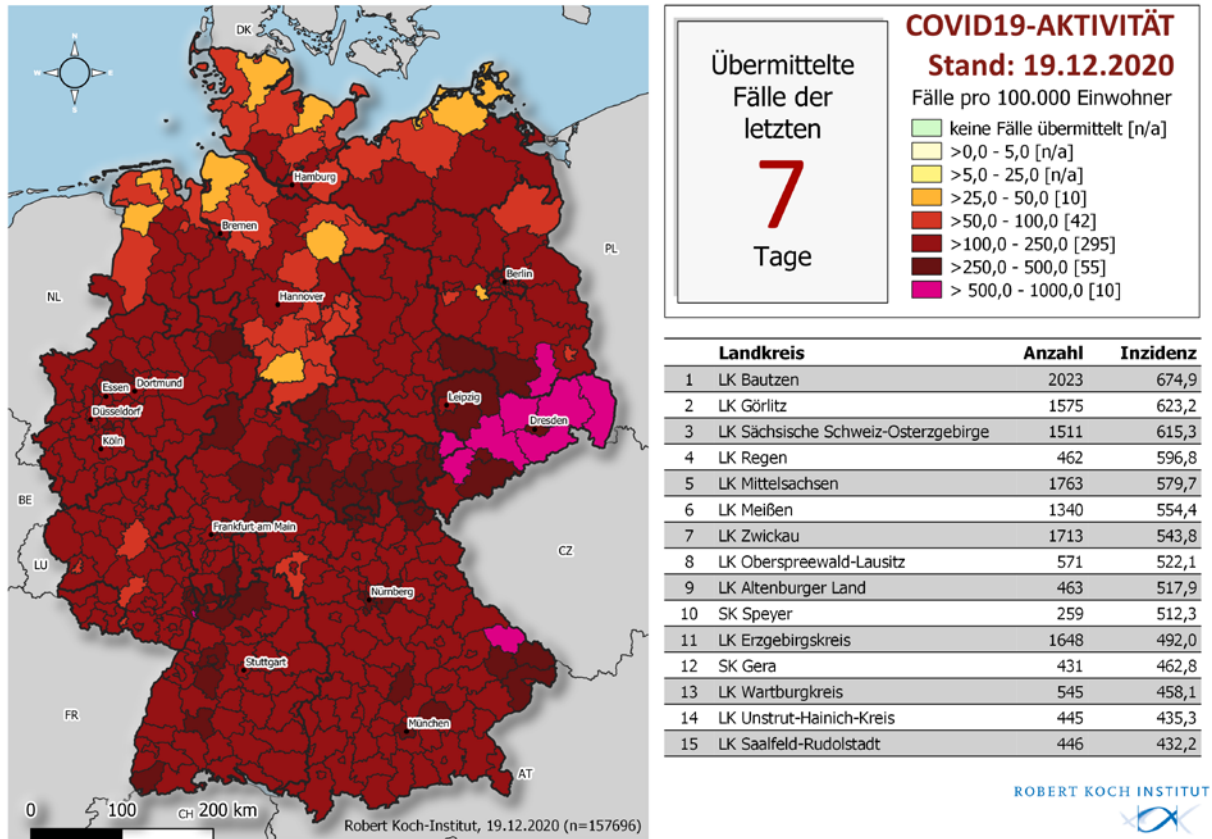 DK
N
W
E
S
Hamburg
Bremen
PL
Berlin
NL
Hannover
Essen
Dortmund
Düsseldorf
Köln
Leipzig
Dresden
BE
Frankfurt am Main
LU
CZ
Nürnberg
Stuttgart
FR
München
AT
0 100 CH 200 km
Robert Koch-Institut, 19.12.2020 (n=157696)
Übermittelte
Fälle der
letzten
7
Tage
COVID19-AKTIVITÄT
Stand: 19.12.2020
Fälle pro 100.000 Einwohner
keine Fälle übermittelt [n/a]
>0,0 - 5,0 [n/a]
>5,0 - 25,0 [n/a]
>25,0 - 50,0 [10]
>50,0 - 100,0 [42]
>100,0 - 250,0 [295]
>250,0 - 500,0 [55]
> 500,0 - 1000,0 [10]
Landkreis Anzahl Inzidenz
1 LK Bautzen 2023 674,9
2 LK Görlitz 1575 623,2
3 LK Sächsische Schweiz-Osterzgebirge 1511 615,3
4 LK Regen 462 596,8
5 LK Mittelsachsen 1763 579,7
6 LK Meißen 1340 554,4
7 LK Zwickau 1713 543,8
8 LK Oberspreewald-Lausitz 571 522,1
9 LK Altenburger Land 463 517,9
10 SK Speyer 259 512,3
11 LK Erzgebirgskreis 1648 492,0
12 SK Gera 431 462,8
13 LK Wartburgkreis 545 458,1
14 LK Unstrut-Hainich-Kreis 445 435,3
15 LK Saalfeld-Rudolstadt 446 432,2
ROBERT KOCH INSTITUT